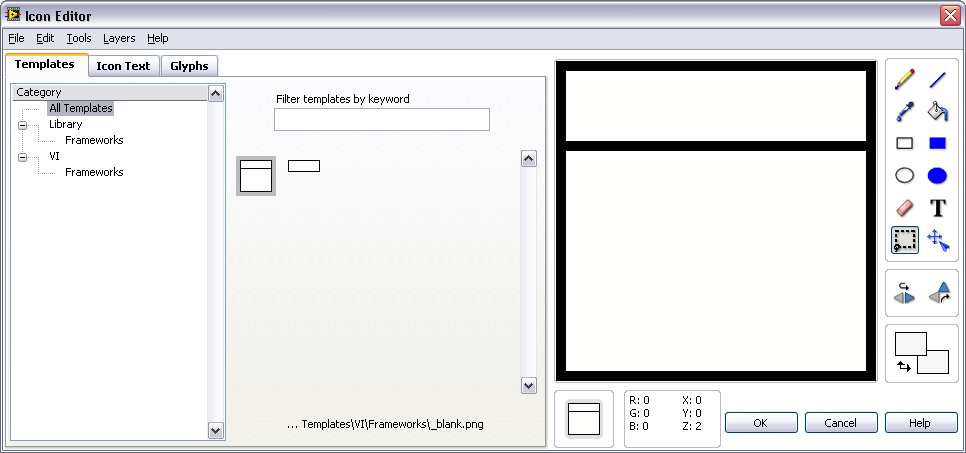 Icon Editor
File Edit Tools Layers Help
Templates Icon Text Glyphs
Category
All Templates
Library
Frameworks
VI
Frameworks
Filter templates by keyword
... Templates\VI\Frameworks\_blank.png
T
R: 0 X: 0
G: 0 Y: 0
B: 0 Z: 2
OK Cancel Help